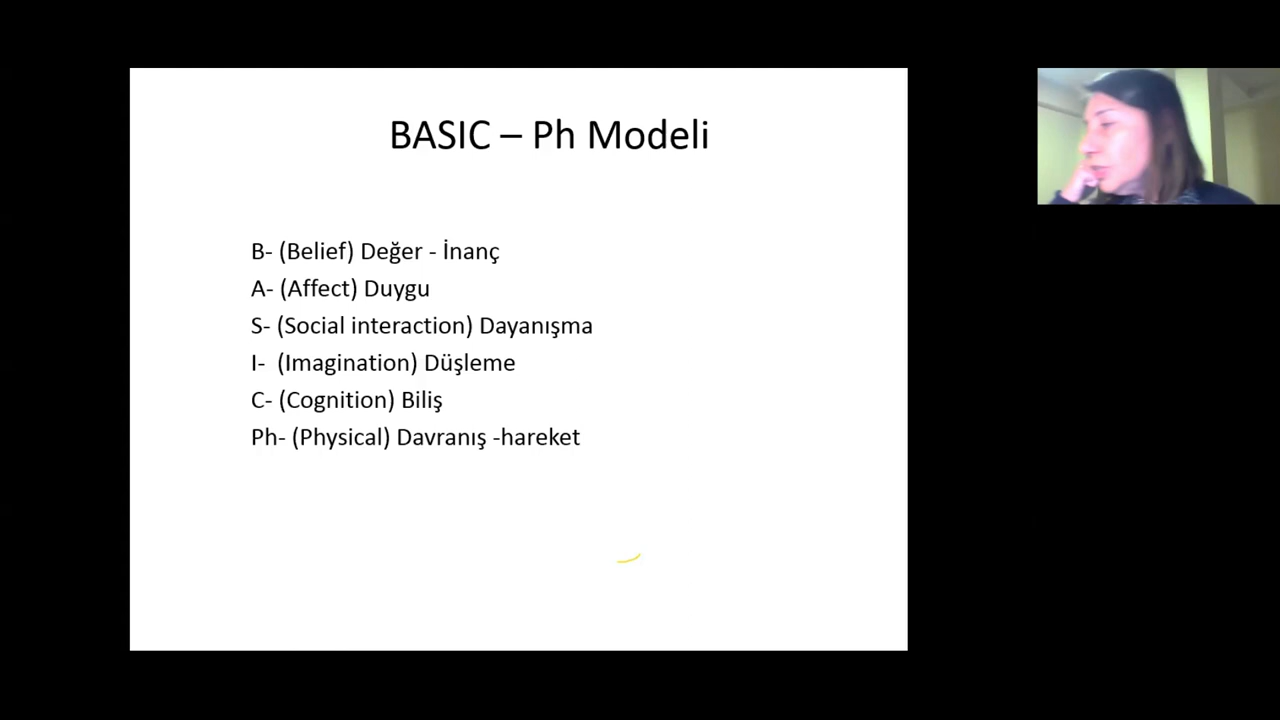 BASIC – Ph Modeli
B- (Belief) Değer - İnanç
A- (Affect) Duygu
S- (Social interaction) Dayanışma
I-  (Imagination) Düşleme
C- (Cognition) Biliş
Ph- (Physical) Davranış -hareket